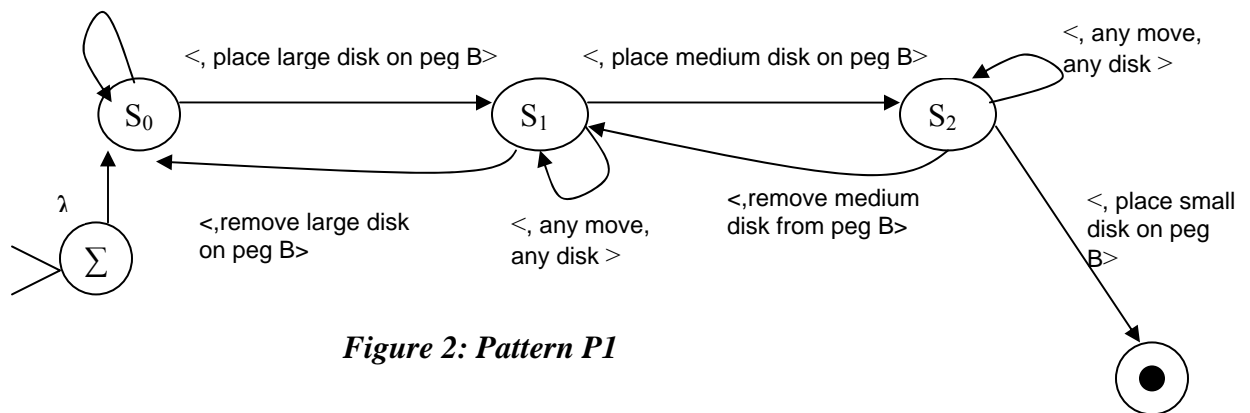 <, any move,
any disk >
<, place large disk on peg B>
<, place medium disk on peg B>
S0
S1
S2
<,remove large disk
on peg B>
<, any move,
any disk >
<,remove medium
disk from peg B>
<, place small
disk on peg
B>
λ
Σ
Figure 2: Pattern P1